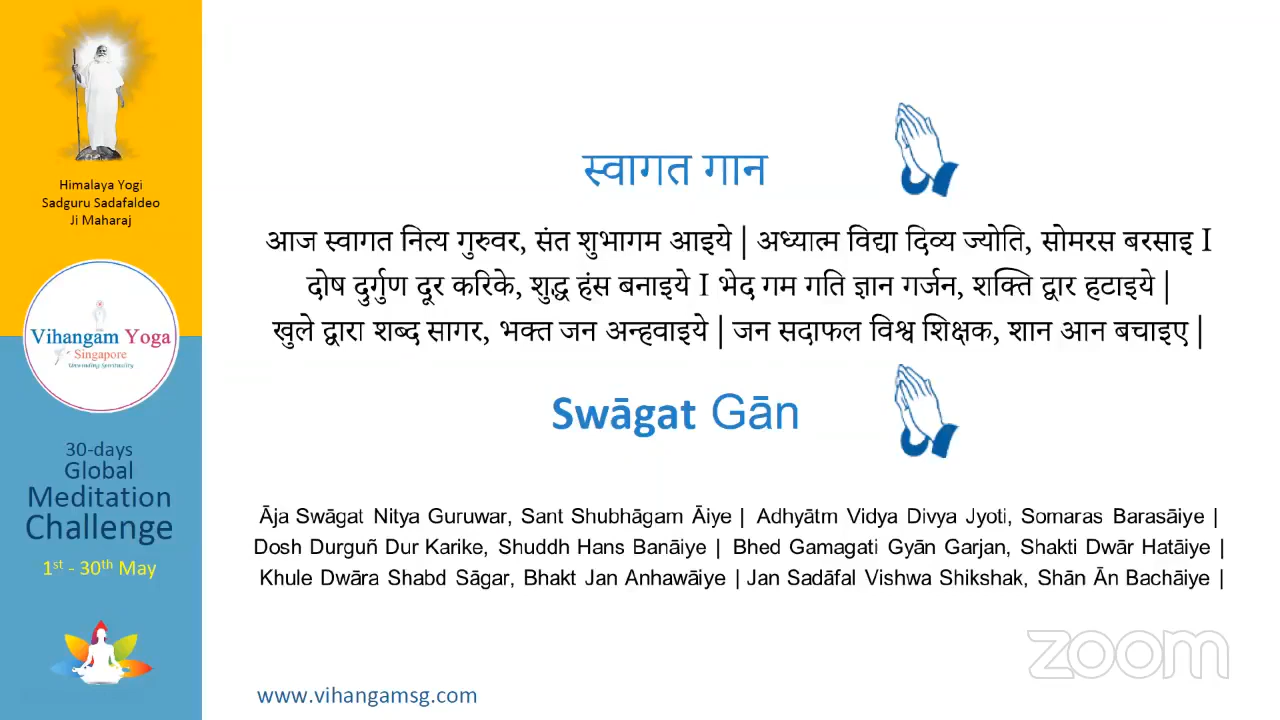 Himalaya Yogi
Sadguru Sadafaldeo
Ji Maharaj
Vihangam Yoga
Singapore
30-days
Global
Meditation
Challenge
1st - 30th May
स्वागत गान
आज स्वागत नित्य गुरुवर, संत शुभागम आइये | अध्यात्म विद्या दिव्य ज्योति, सोमरस बरसाइ I
दोष दुर्गुण दूर करिके, शुद्ध हंस बनाइये I भेद गम गति ज्ञान गर्जन, शक्ति द्वार हटाइये |
खुले द्वारा शब्द सागर, भक्त जन अन्हवाइये | जन सदाफल विश्व शिक्षक, शान आन बचाइए |
Swāgat Gān
Āja Swāgat Nitya Guruwar, Sant Shubhāgam Āiye | Adhyātm Vidya Divya Jyoti, Somaras Barasāiye |
Dosh Durguñ Dur Karike, Shuddh Hans Banāiye | Bhed Gamagati Gyān Garjan, Shakti Dwār Hatāiye |
Khule Dwāra Shabd Sāgar, Bhakt Jan Anhawāiye | Jan Sadāfal Vishwa Shikshak, Shān Ān Bachāiye |
zoom
www.vihangamsg.com